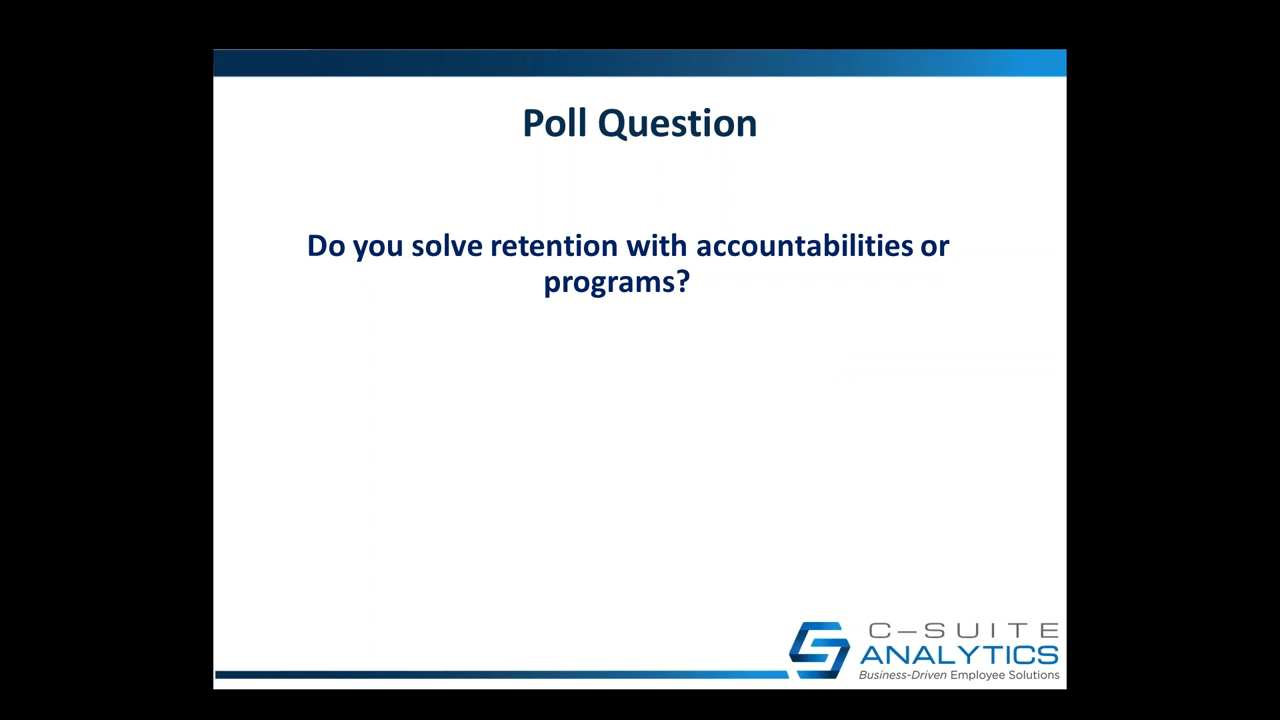 Poll Question
Do you solve retention with accountabilities or
programs?
C–SUITE
ANALYTICS
Business-Driven Employee Solutions